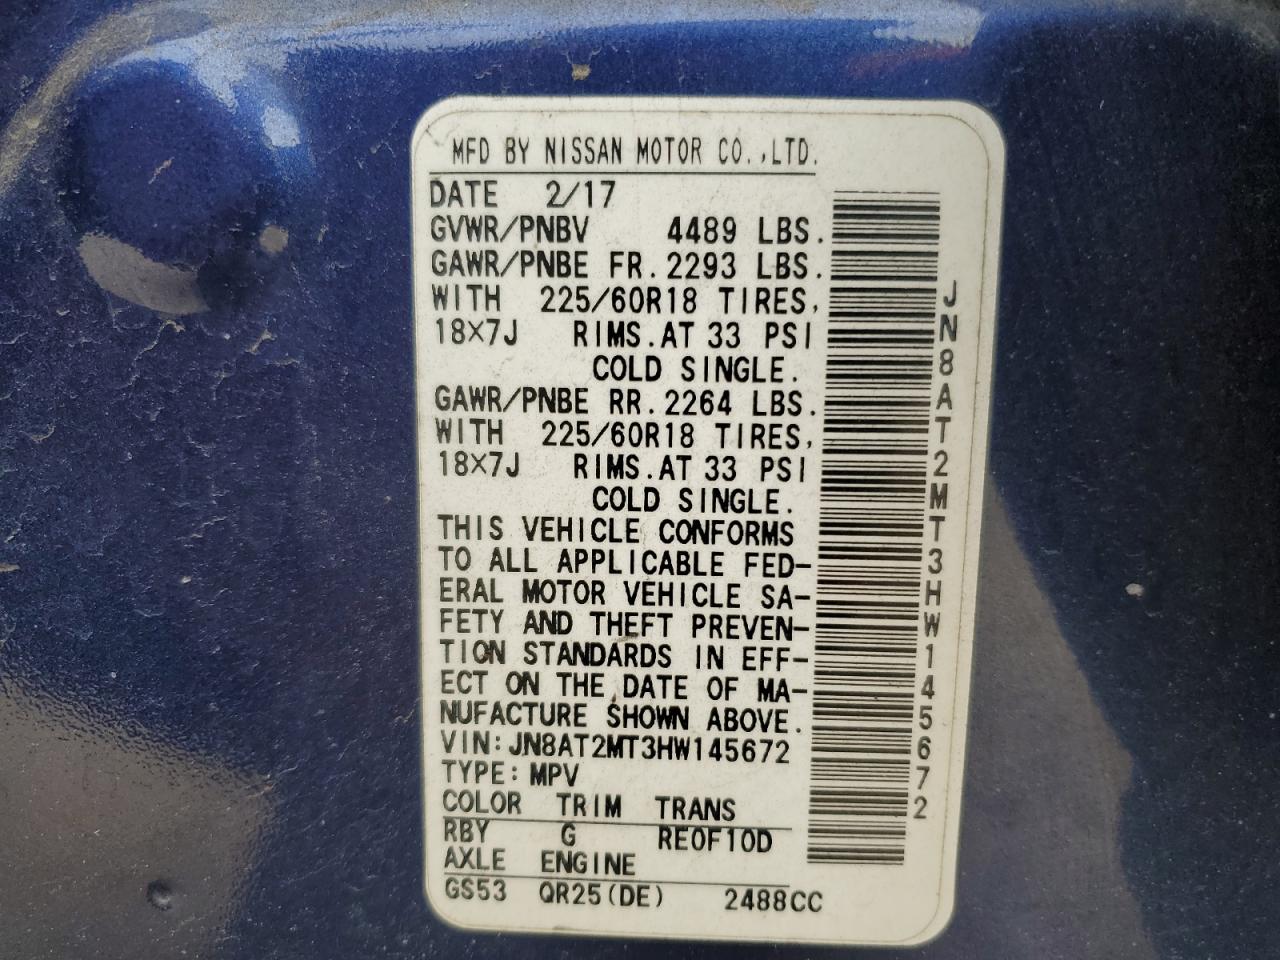 MFD BY NISSAN MOTOR CO.,LTD.
DATE 2/17
GVWR/PNBV 4489 LBS.
GAWR/PNBE FR.2293 LBS.
WITH 225/60R18 TIRES,
18×7J RIMS.AT 33 PSI
COLD SINGLE.
GAWR/PNBE RR.2264 LBS.
WITH 225/60R18 TIRES,
18×7J RIMS.AT 33 PSI
COLD SINGLE.
THIS VEHICLE CONFORMS
TO ALL APPLICABLE FED-
ERAL MOTOR VEHICLE SA-
FETY AND THEFT PREVEN-
TION STANDARDS IN EFF-
ECT ON THE DATE OF MA-
NUFACTURE SHOWN ABOVE.
VIN:JN8AT2MT3HW145672
TYPE:MPV
COLOR TRIM TRANS
RBY G RE0F10D
AXLE ENGINE
GS53 QR25(DE) 2488CC
JN8AT2MT3HW145672